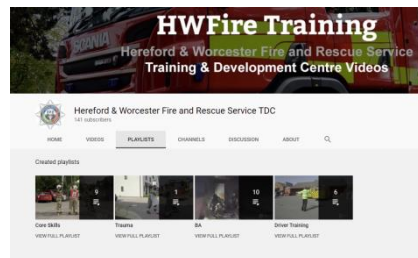 HWFire Training
Hereford & Worcester Fire and Rescue Service
Training & Development Centre Videos
SCANIA
Hereford & Worcester Fire and Rescue Service TDC
141 subscribers
HOME VIDEOS PLAYLISTS CHANNELS DISCUSSION ABOUT
Created playlists
9 1 10 6
Core Skills Trauma BA Driver Training
VIEW FULL PLAYLIST VIEW FULL PLAYLIST VIEW FULL PLAYLIST VIEW FULL PLAYLIST